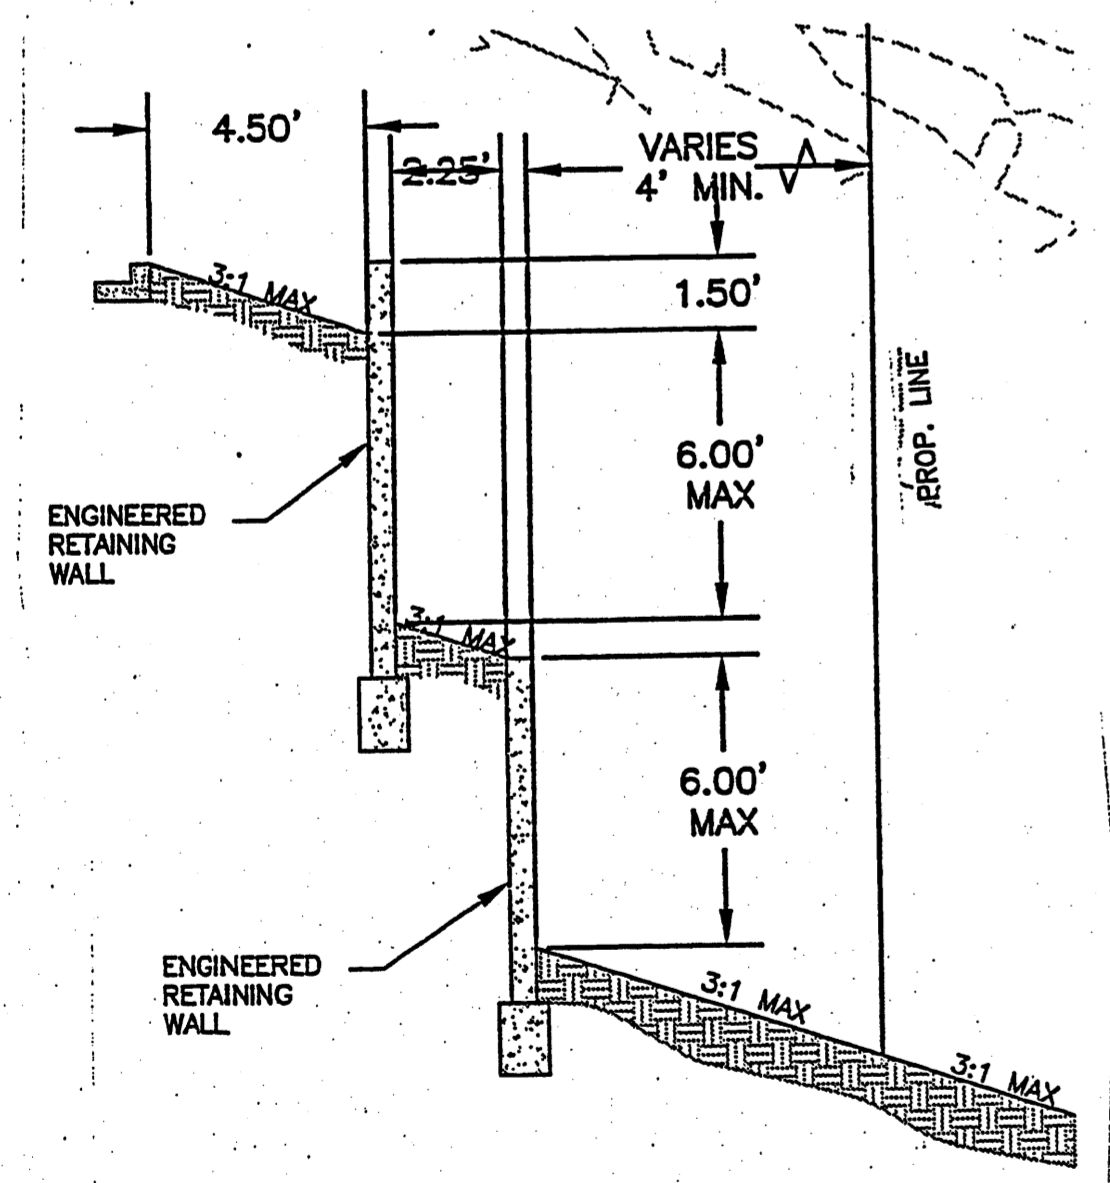 4.50'
2.25'
VARIES
4' MIN.
3:1 MAX
1.50'
6.00'
MAX
PROP. LINE
ENGINEERED
RETAINING
WALL
3:1 MAX
6.00'
MAX
ENGINEERED
RETAINING
WALL
3:1 MAX
3:1 MAX